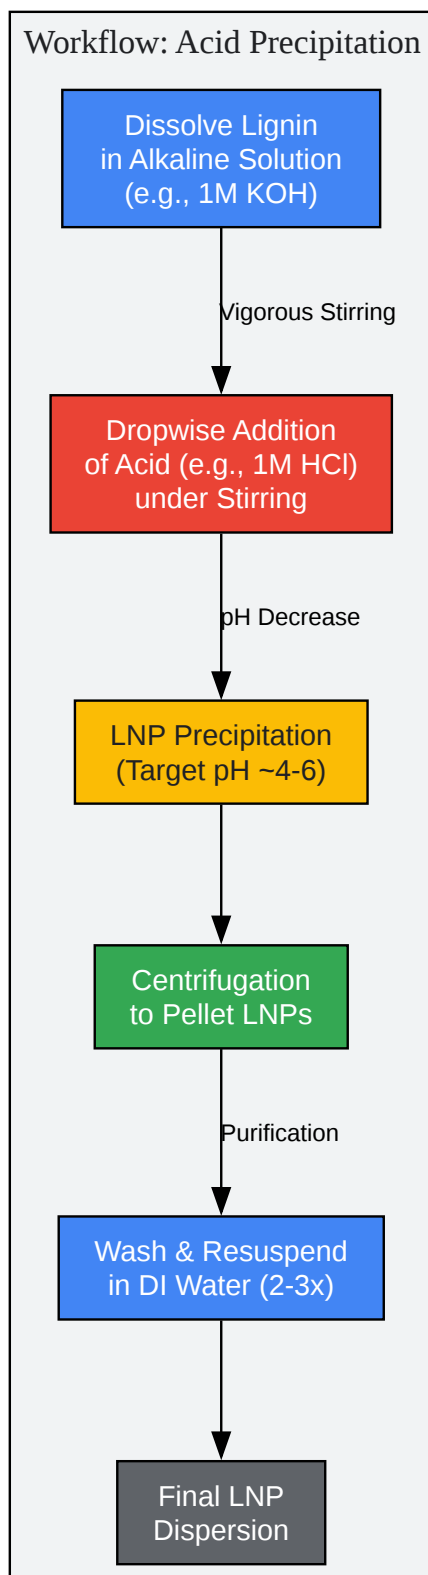 Workflow: Acid Precipitation
Dissolve Lignin
in Alkaline Solution
(e.g., 1M KOH)
Vigorous Stirring
Dropwise Addition
of Acid (e.g., 1M HCl)
under Stirring
pH Decrease
LNP Precipitation
(Target pH ~4-6)
Centrifugation
to Pellet LNPs
Purification
Wash & Resuspend
in DI Water (2-3x)
Final LNP
Dispersion